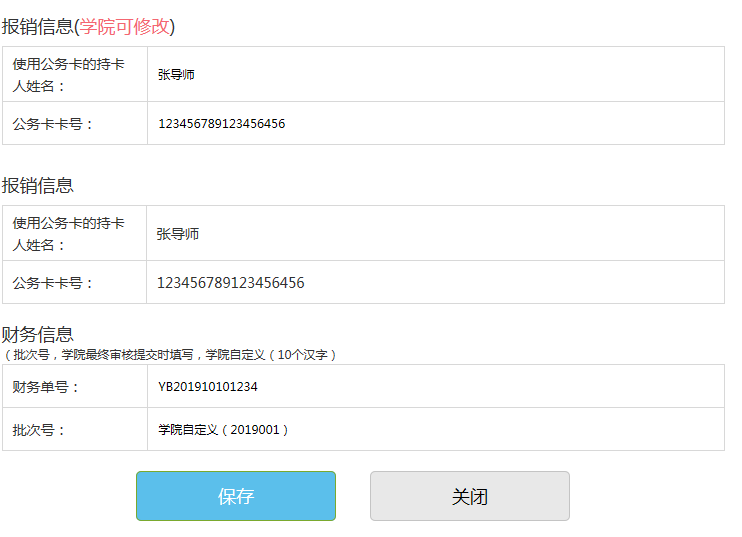 报销信息(学院可修改)
使用公务卡的持卡
人姓名：
张导师
公务卡卡号：
123456789123456456
报销信息
使用公务卡的持卡
人姓名：
张导师
公务卡卡号：
123456789123456456
财务信息
（批次号，学院最终审核提交时填写，学院自定义（10个汉字）
财务单号：
YB201910101234
批次号：
学院自定义（2019001）
保存
关闭